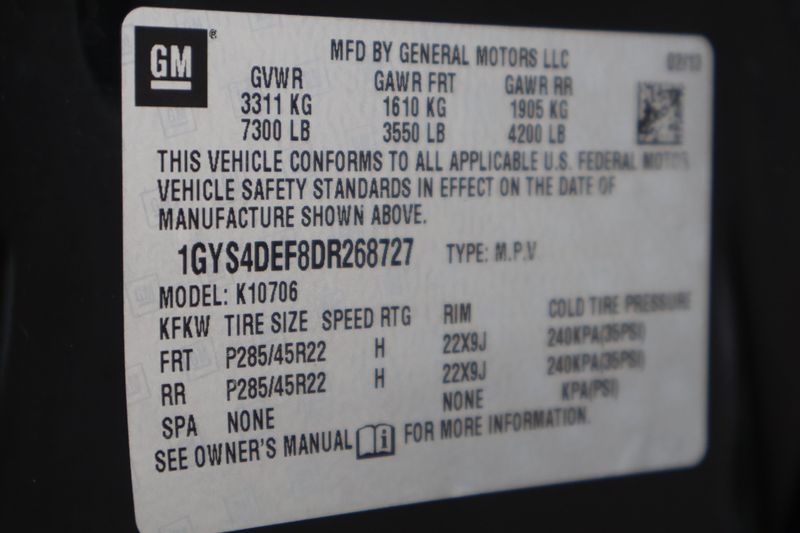 GM ®
MFD BY GENERAL MOTORS LLC
GVWR GAWR FRT GAWR RR
3311 KG 1610 KG 1905 KG
7300 LB 3550 LB 4200 LB
THIS VEHICLE CONFORMS TO ALL APPLICABLE U.S. FEDERAL MOTOR
VEHICLE SAFETY STANDARDS IN EFFECT ON THE DATE OF
MANUFACTURE SHOWN ABOVE.
1GYS4DEF8DR268727 TYPE: M.P.V
MODEL: K10706
KFKW TIRE SIZE SPEED RTG RIM COLD TIRE PRESSURE
FRT P285/45R22 H 22X9J 240KPA(35PSI)
RR P285/45R22 H 22X9J 240KPA(35PSI)
SPA NONE NONE KPA(PSI)
SEE OWNER'S MANUAL i FOR MORE INFORMATION.